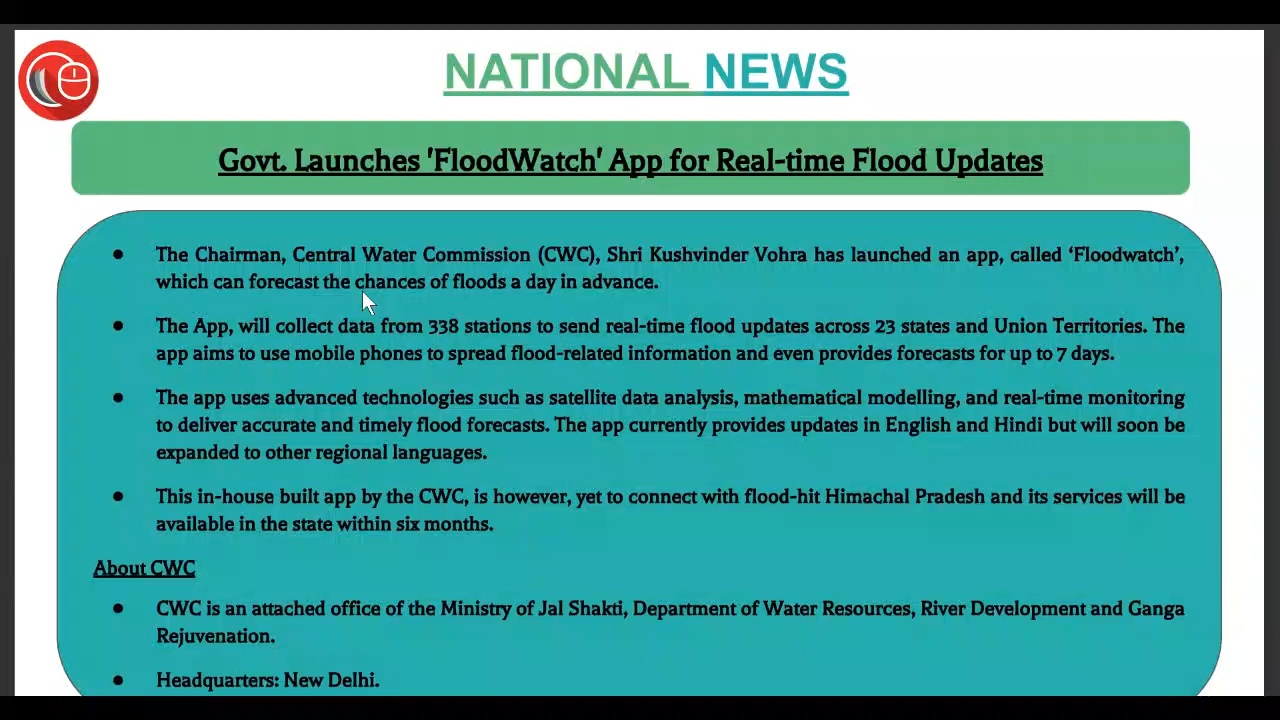 NATIONAL NEWS
Govt. Launches 'FloodWatch' App for Real-time Flood Updates
● The Chairman, Central Water Commission (CWC), Shri Kushvinder Vohra has launched an app, called ‘Floodwatch’,
which can forecast the chances of floods a day in advance.
● The App, will collect data from 338 stations to send real-time flood updates across 23 states and Union Territories. The
app aims to use mobile phones to spread flood-related information and even provides forecasts for up to 7 days.
● The app uses advanced technologies such as satellite data analysis, mathematical modelling, and real-time monitoring
to deliver accurate and timely flood forecasts. The app currently provides updates in English and Hindi but will soon be
expanded to other regional languages.
● This in-house built app by the CWC, is however, yet to connect with flood-hit Himachal Pradesh and its services will be
available in the state within six months.
About CWC
● CWC is an attached office of the Ministry of Jal Shakti, Department of Water Resources, River Development and Ganga
Rejuvenation.
● Headquarters: New Delhi.